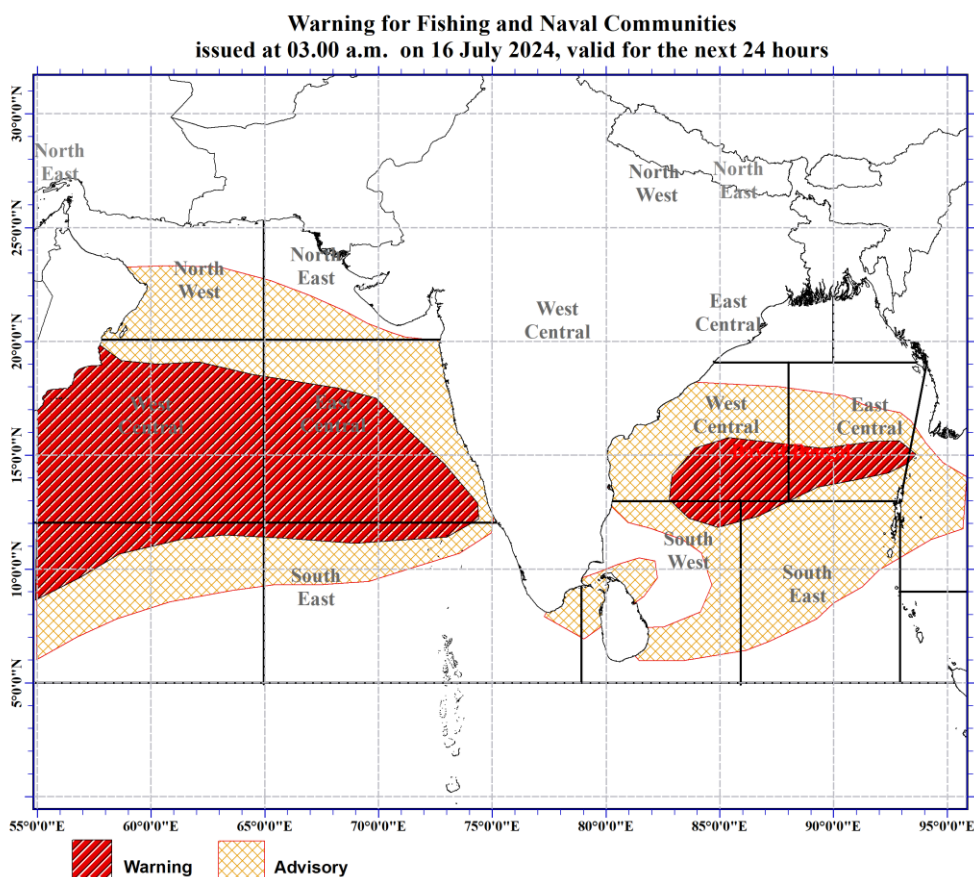 Warning for Fishing and Naval Communities
issued at 03.00 a.m. on 16 July 2024, valid for the next 24 hours
30°0'0"N
25°0'0"N
20°0'0"N
15°0'0"N
10°0'0"N
5°0'0"N
North
East
North
West
North
East
North
West
North
East
West
Central
East
Central
West
Central
East
Central
West
Central
East
Central
South
West
South
East
South
East
55°0'0"E
60°0'0"E
65°0'0"E
70°0'0"E
75°0'0"E
80°0'0"E
85°0'0"E
90°0'0"E
95°0'0"E
Warning
Advisory